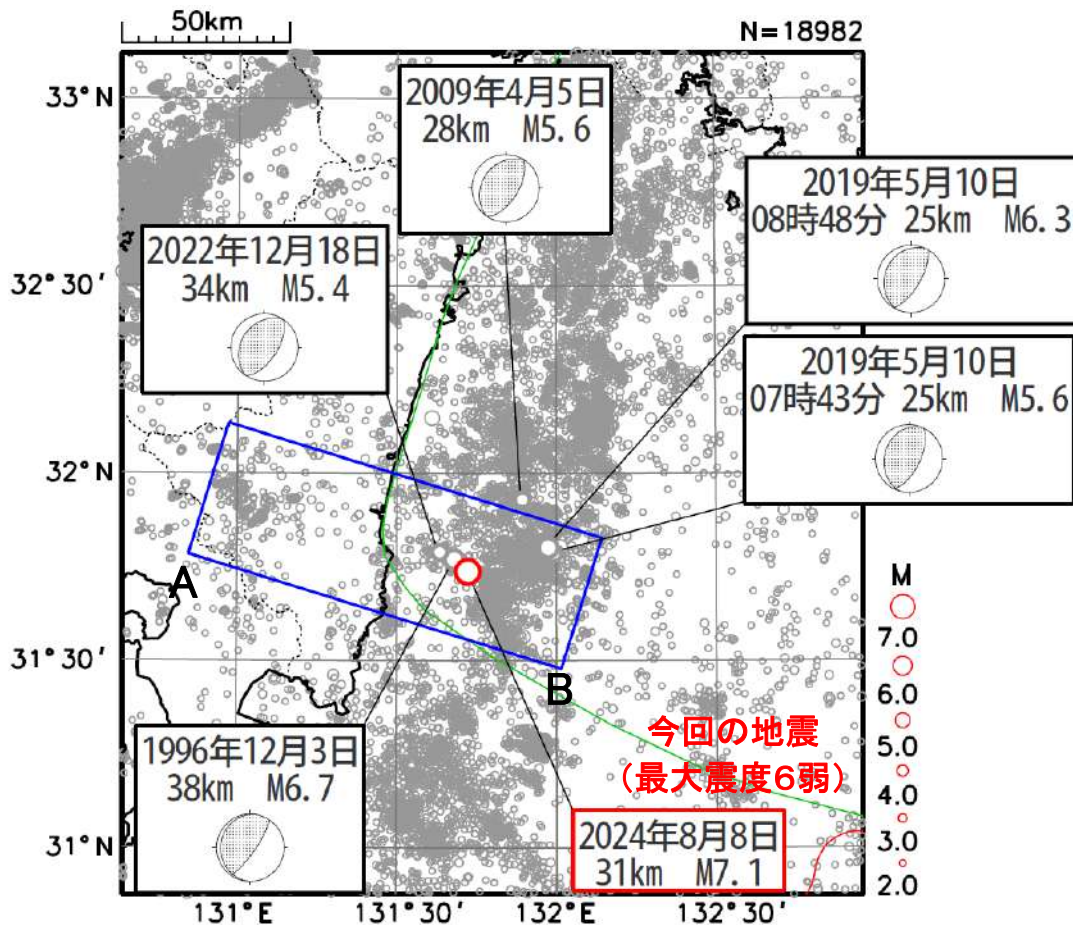 50km
N=18982
33°N
32°30′
32°N
31°30′
31°N
131°E
131°30′
132°E
132°30′
2009年4月5日
28km M5.6
2019年5月10日
08時48分 25km M6.3
2022年12月18日
34km M5.4
2019年5月10日
07時43分 25km M5.6
A
B
M
7.0
6.0
5.0
4.0
3.0
2.0
今回の地震
（最大震度６弱）
1996年12月3日
38km M6.7
2024年8月8日
31km M7.1